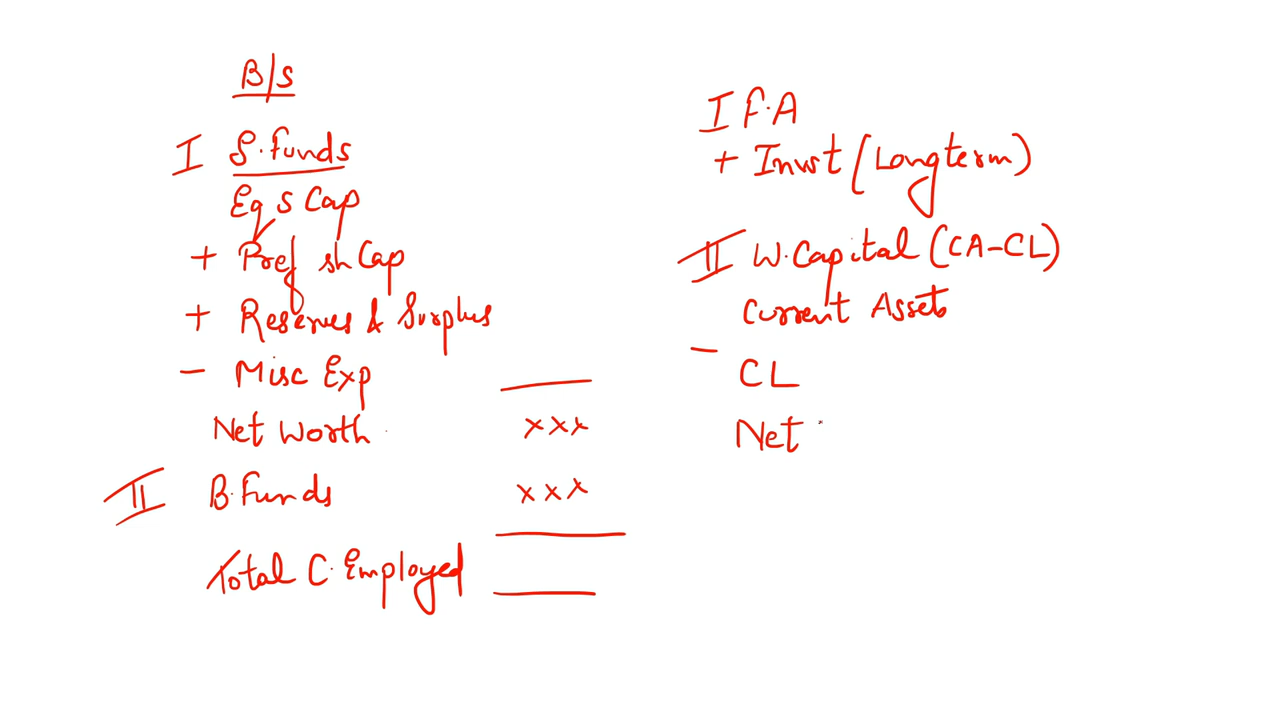 B/S
I S.Funds
Eq S Cap
+ Pref sh Cap
+ Reserves & Surplus
- Misc Exp
Net Worth xxx
II B.Funds xxx
Total C.Employed
I F.A
+ Invst (Longterm)
II W.Capital (CA-CL)
Current Assets
- CL
Net